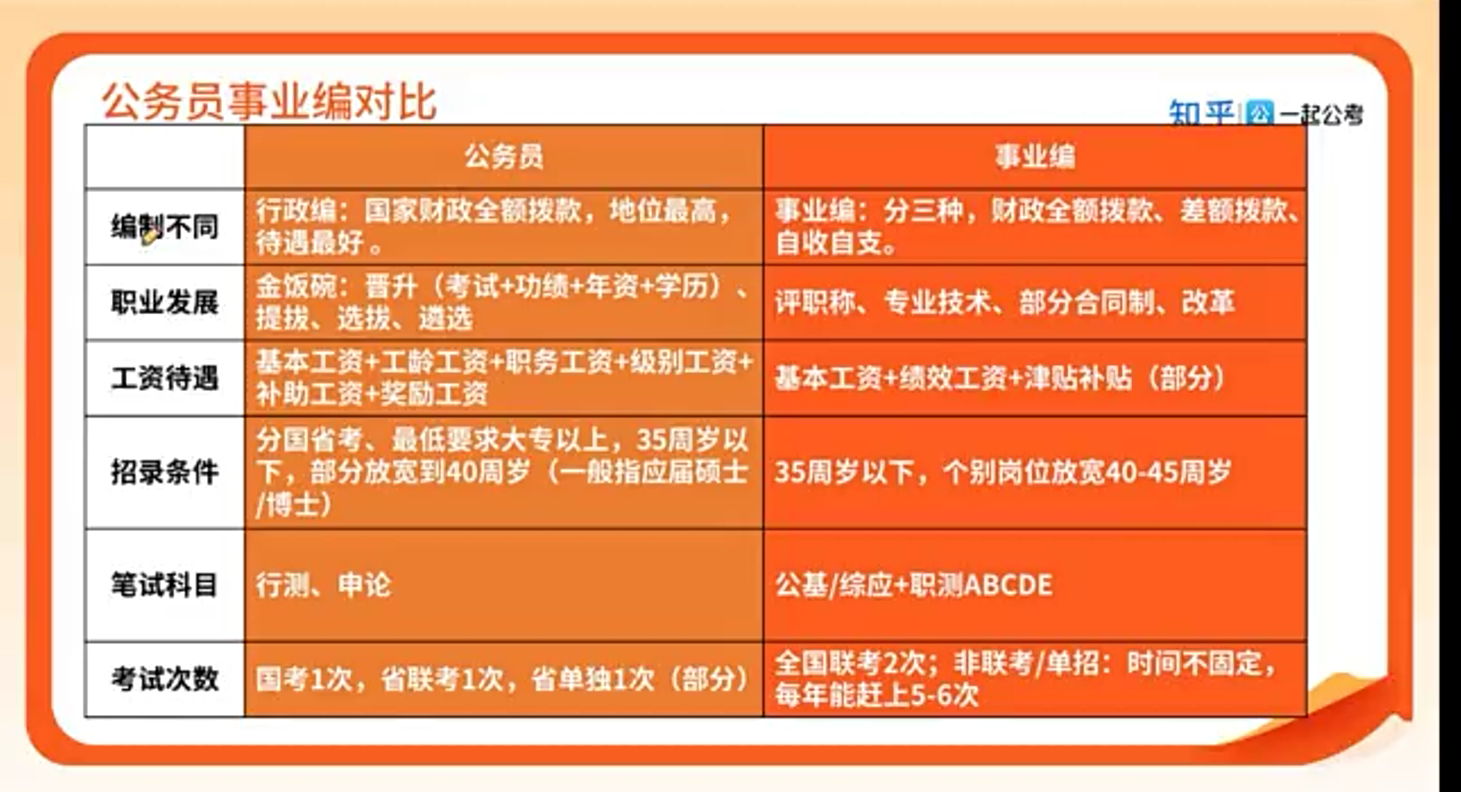 公务员事业编对比
知乎 公 一起公考
公务员
事业编
编制不同
行政编：国家财政全额拨款，地位最高，
待遇最好。
事业编：分三种，财政全额拨款、差额拨款、
自收自支。
职业发展
金饭碗：晋升（考试+功绩+年资+学历）、
提拔、选拔、遴选
评职称、专业技术、部分合同制、改革
工资待遇
基本工资+工龄工资+职务工资+级别工资+
补助工资+奖励工资
基本工资+绩效工资+津贴补贴（部分）
招录条件
分国省考、最低要求大专以上，35周岁以
下，部分放宽到40周岁（一般指应届硕士
/博士）
35周岁以下，个别岗位放宽40-45周岁
笔试科目
行测、申论
公基/综应+职测ABCDE
考试次数
国考1次，省联考1次，省单独1次（部分）
全国联考2次；非联考/单招：时间不固定，
每年能赶上5-6次